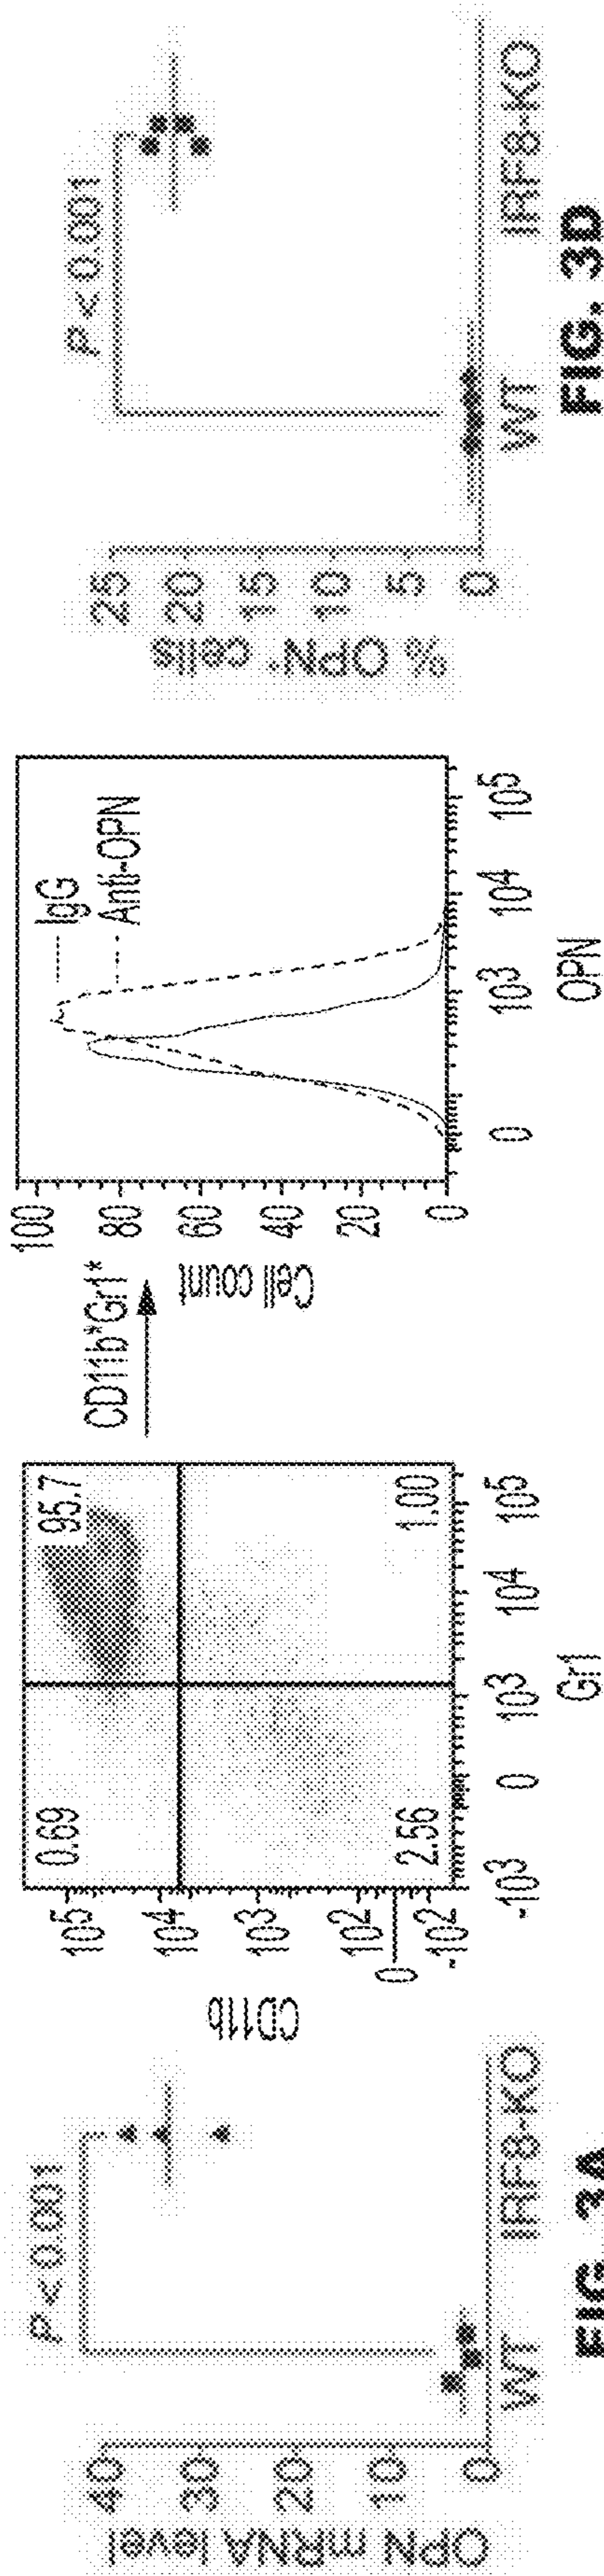 OPN mRNA level
40
30
20
10
0
P < 0.001
WT
IRF8-KO
FIG. 3A
CD11b
10⁵
10⁴
10³
10²
0
-10²
0.69
95.7
2.56
1.00
-10³
0
10³
10⁴
10⁵
Gr1
CD11b⁺Gr1⁺
Cell count
100
80
60
40
20
0
IgG
Anti-OPN
0
10³
10⁴
10⁵
OPN
% OPN⁺ cells
25
20
15
10
5
0
P < 0.001
WT
IRF8-KO
FIG. 3D